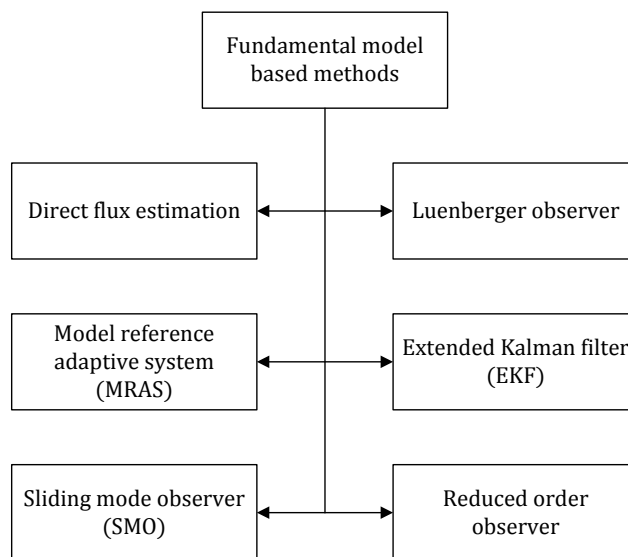 Fundamental model
based methods
Direct flux estimation
Luenberger observer
Model reference
adaptive system
(MRAS)
Extended Kalman filter
(EKF)
Sliding mode observer
(SMO)
Reduced order
observer